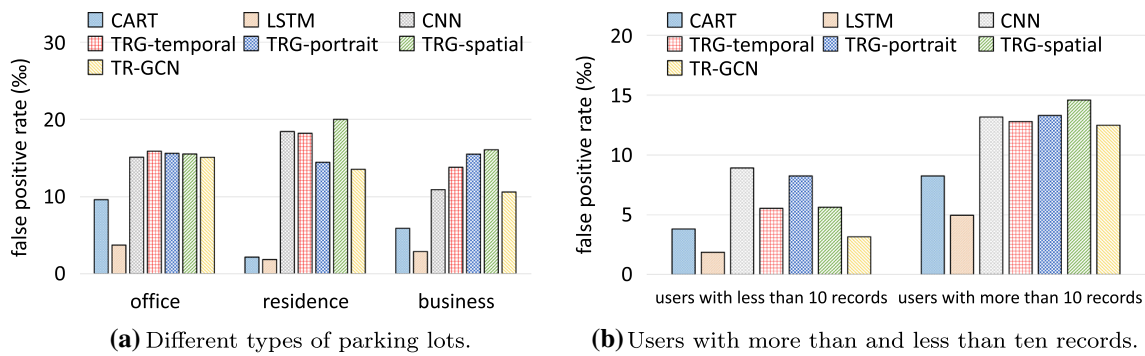 CART LSTM CNN
TRG-temporal TRG-portrait TRG-spatial
TR-GCN
false positive rate (‰)
30
20
10
0
office residence business
(a) Different types of parking lots.
CART LSTM CNN
TRG-temporal TRG-portrait TRG-spatial
TR-GCN
false positive rate (‰)
20
15
10
5
0
users with less than 10 records users with more than 10 records
(b) Users with more than and less than ten records.